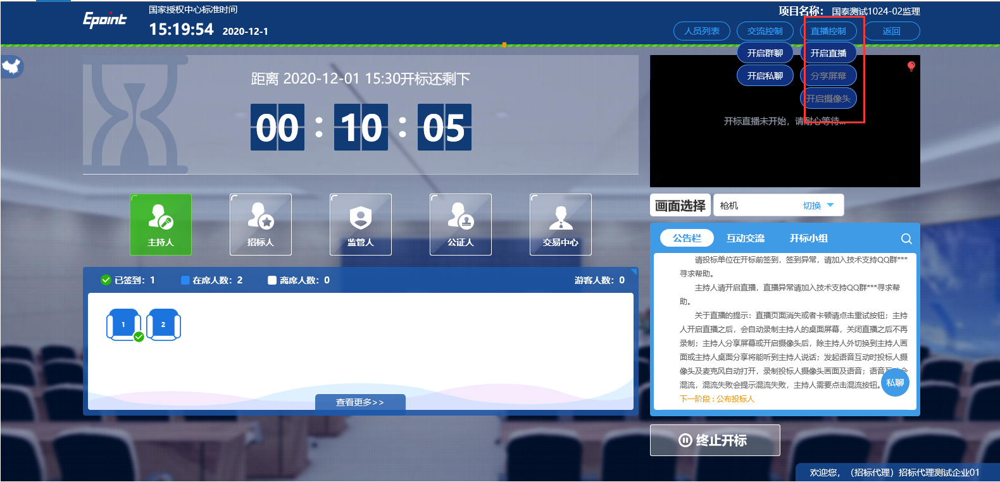 Epoint
国家授权中心标准时间
15:19:54 2020-12-1
项目名称： 国泰测试1024-02监理
人员列表 交流控制 直播控制 返回
开启群聊 开启直播
开启私聊 分享屏幕
开启摄像头
距离 2020-12-01 15:30开标还剩下
00 : 10 : 05
开标直播未开始，请耐心等待...
主持人 招标人 监管人 公证人 交易中心
画面选择 枪机 切换
已签到：1 在席人数：2 离席人数：0 游客人数：0
1 2
查看更多>>
公告栏 互动交流 开标小组
请投标单位在开标前签到，签到异常，请加入技术支持QQ群***
寻求帮助。
主持人请开启直播，直播异常请加入技术支持QQ群***寻求帮
助。
关于直播的提示：直播页面消失或者卡顿请点击重试按钮；主持
人开启直播之后，会自动录制主持人的桌面屏幕，关闭直播之后不再
录制；主持人分享屏幕或开启摄像头后，除主持人外切换到主持人画
面或主持人桌面分享将能听到主持人说话；发起语音互动时投标人摄
像头及麦克风自动打开，录制投标人摄像头画面及语音；语音互动会
混流，混流失败会提示混流失败，主持人需要点击混流按钮。
私聊
下一阶段：公布投标人
终止开标
欢迎您，（招标代理）招标代理测试企业01